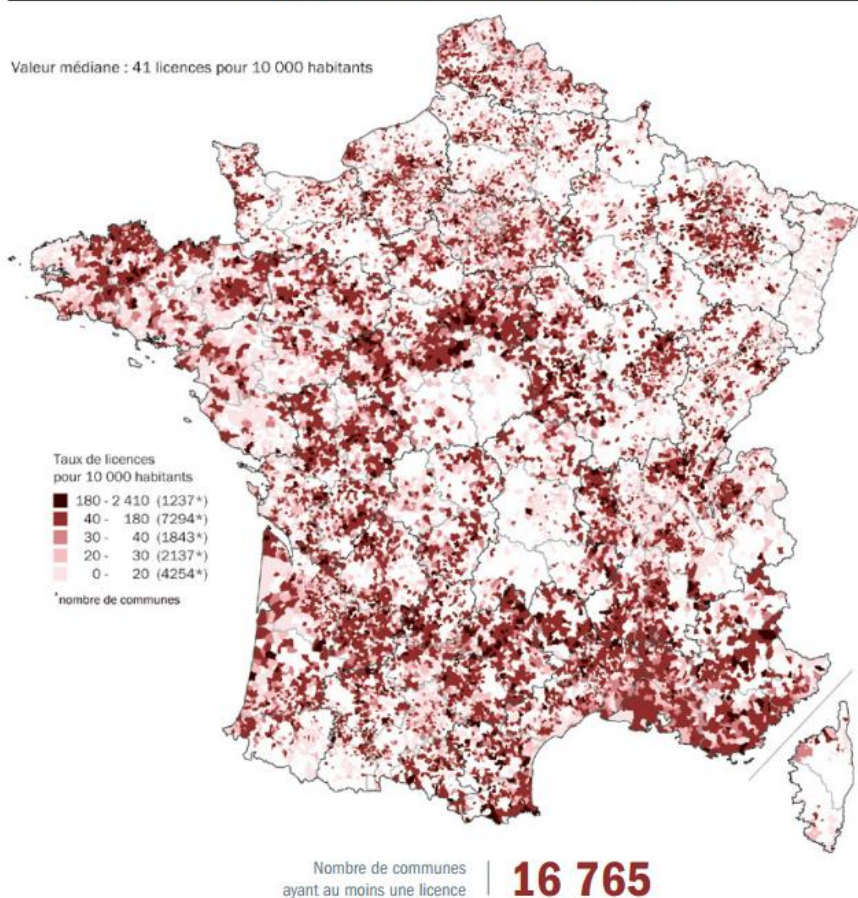 Valeur médiane : 41 licences pour 10 000 habitants
Taux de licences
pour 10 000 habitants
180 - 2 410 (1237*)
40 - 180 (7294*)
30 - 40 (1843*)
20 - 30 (2137*)
0 - 20 (4254*)
*nombre de communes
Nombre de communes
ayant au moins une licence
16 765